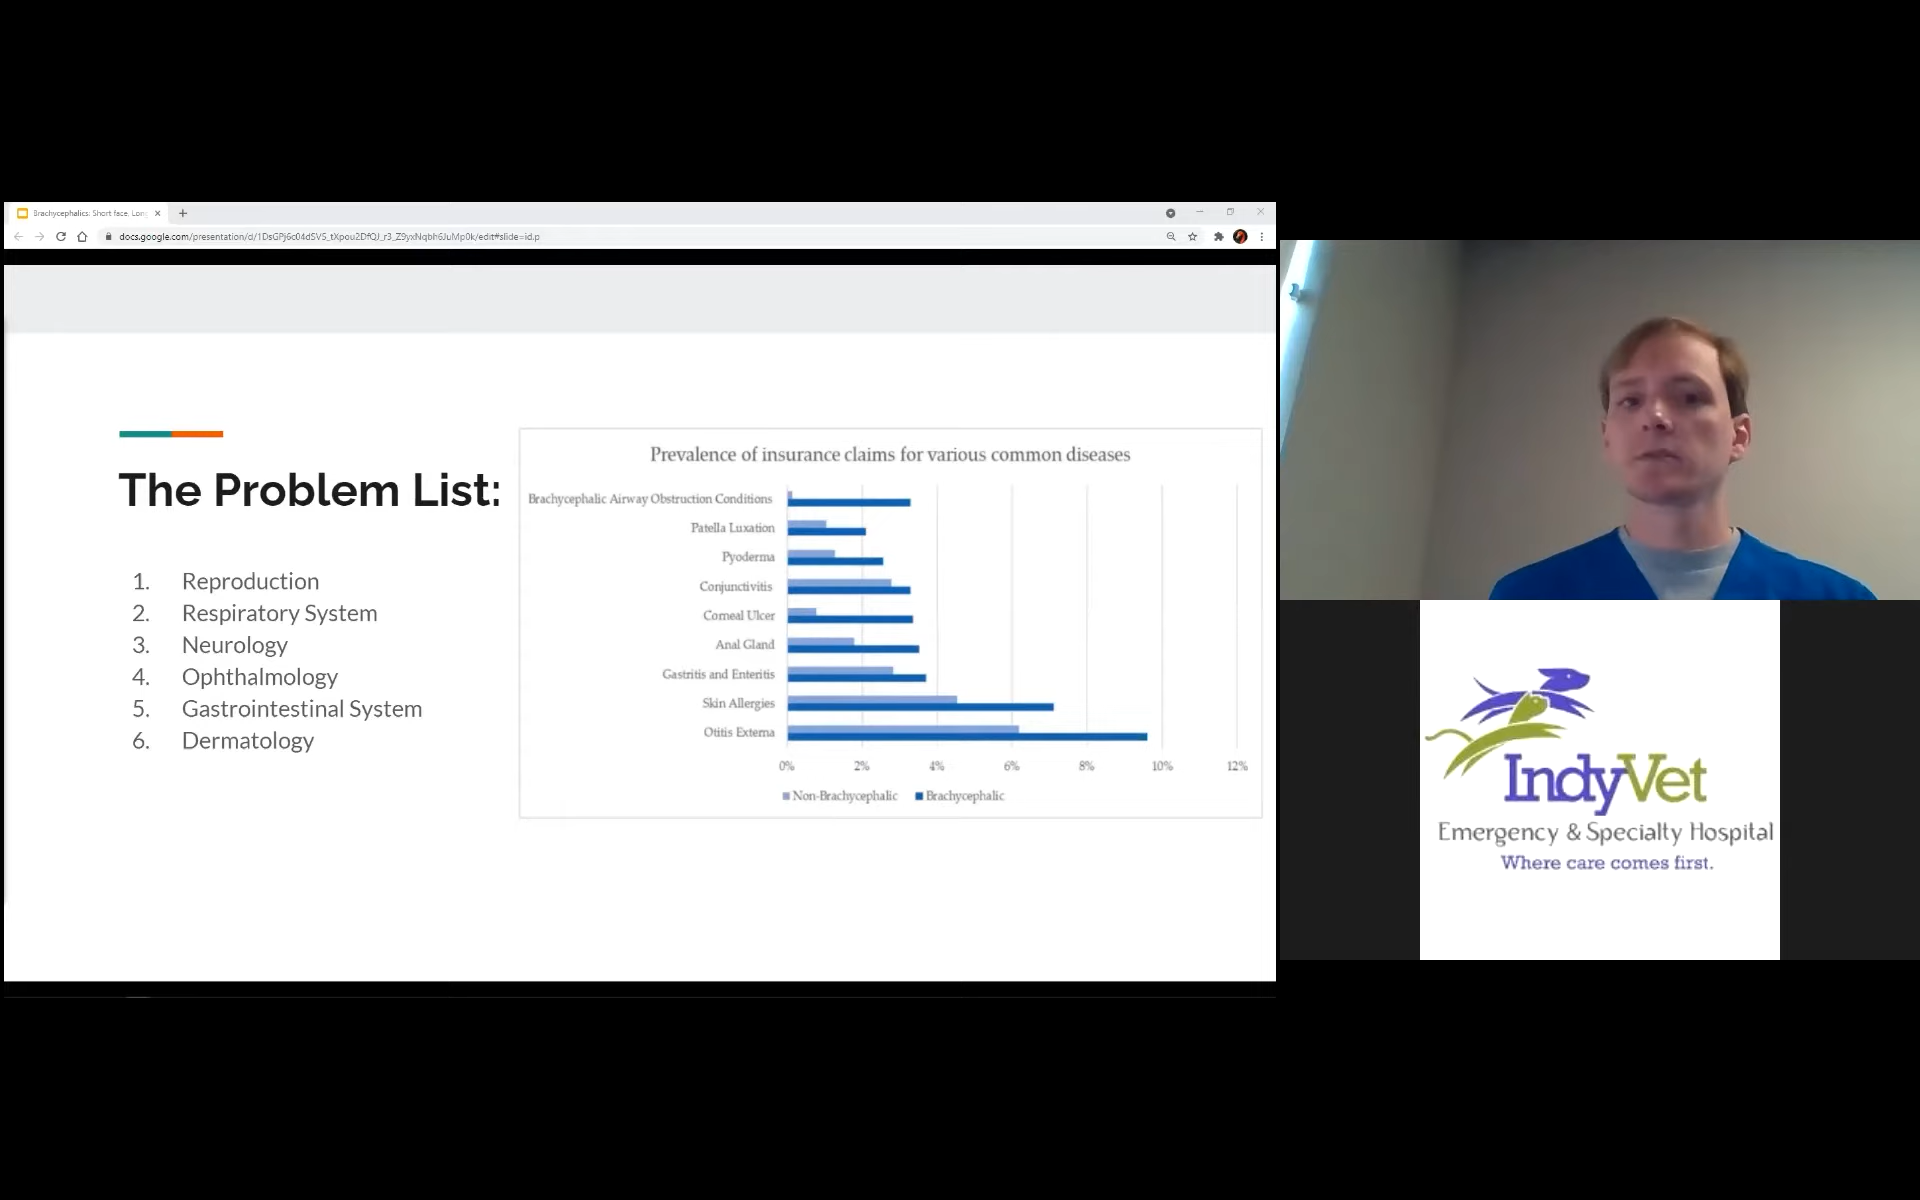 Brachycephalics: Short face, Lon
docs.google.com/presentation/d/1DsGPj6c04dSVS_tXpou2DfQJ_r3_Z9yxNqbh6JuMp0k/edit#slide=id.p
The Problem List:
1. Reproduction
2. Respiratory System
3. Neurology
4. Ophthalmology
5. Gastrointestinal System
6. Dermatology
Prevalence of insurance claims for various common diseases
Brachycephalic Airway Obstruction Conditions
Patella Luxation
Pyoderma
Conjunctivitis
Corneal Ulcer
Anal Gland
Gastritis and Enteritis
Skin Allergies
Otitis Externa
0% 2% 4% 6% 8% 10% 12%
Non-Brachycephalic Brachycephalic
IndyVet
Emergency & Specialty Hospital
Where care comes first.